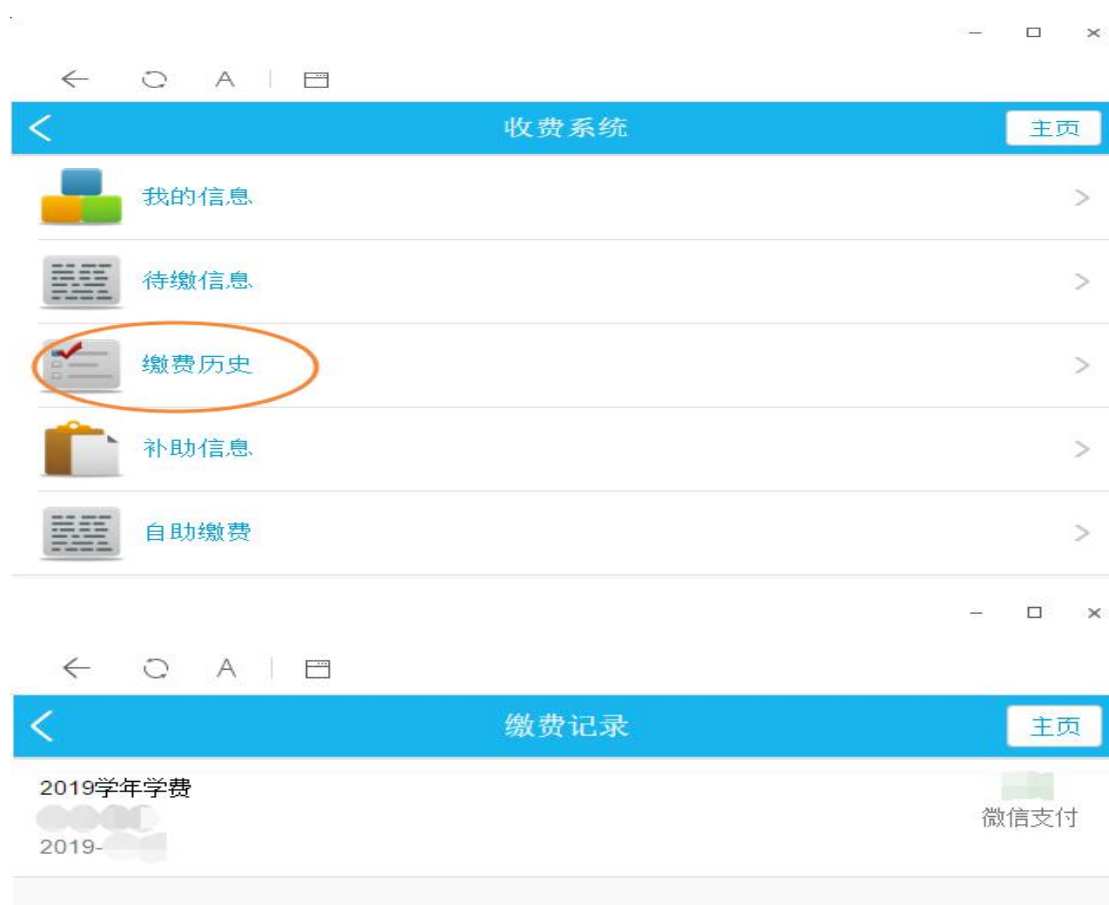 A
收费系统
主页
我的信息
待缴信息
缴费历史
补助信息
自助缴费
A
缴费记录
主页
2019学年学费
微信支付
2019-